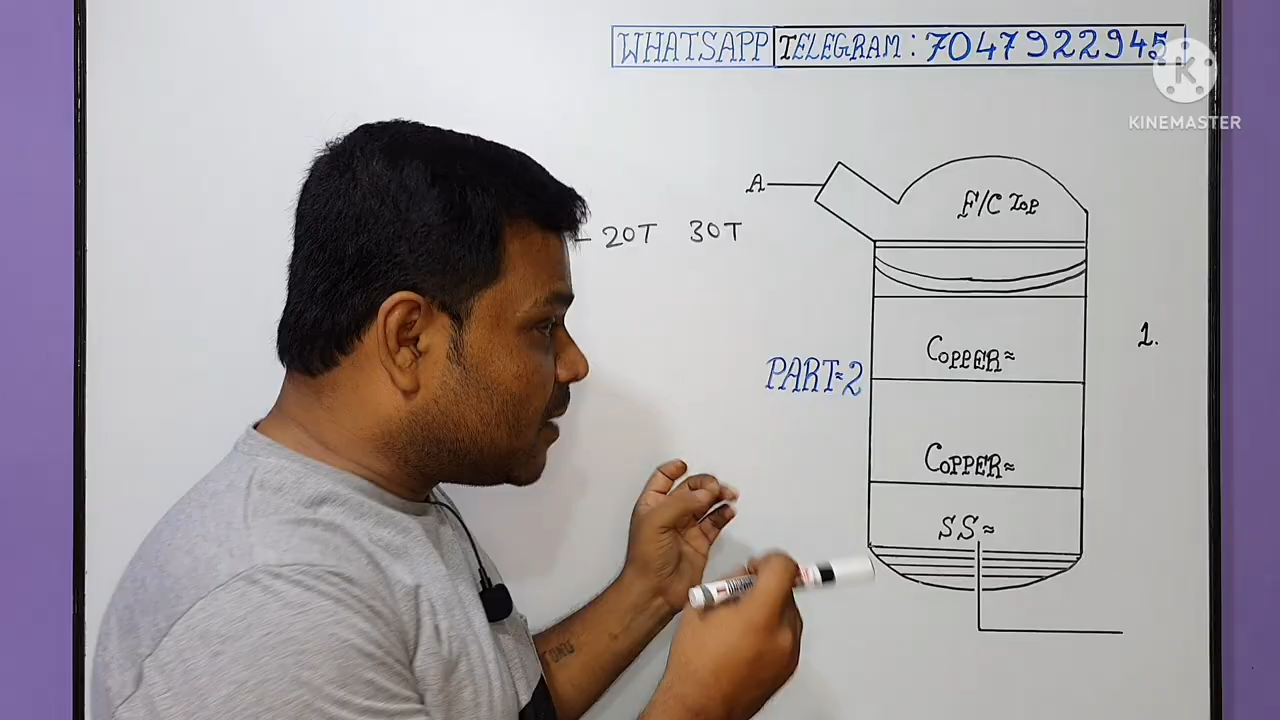 WHATSAPP TELEGRAM: 7047922945
KINEMASTER
A
F/C Top
- 20T 30T
1.
COPPER≈
PART≈2
COPPER≈
SS≈